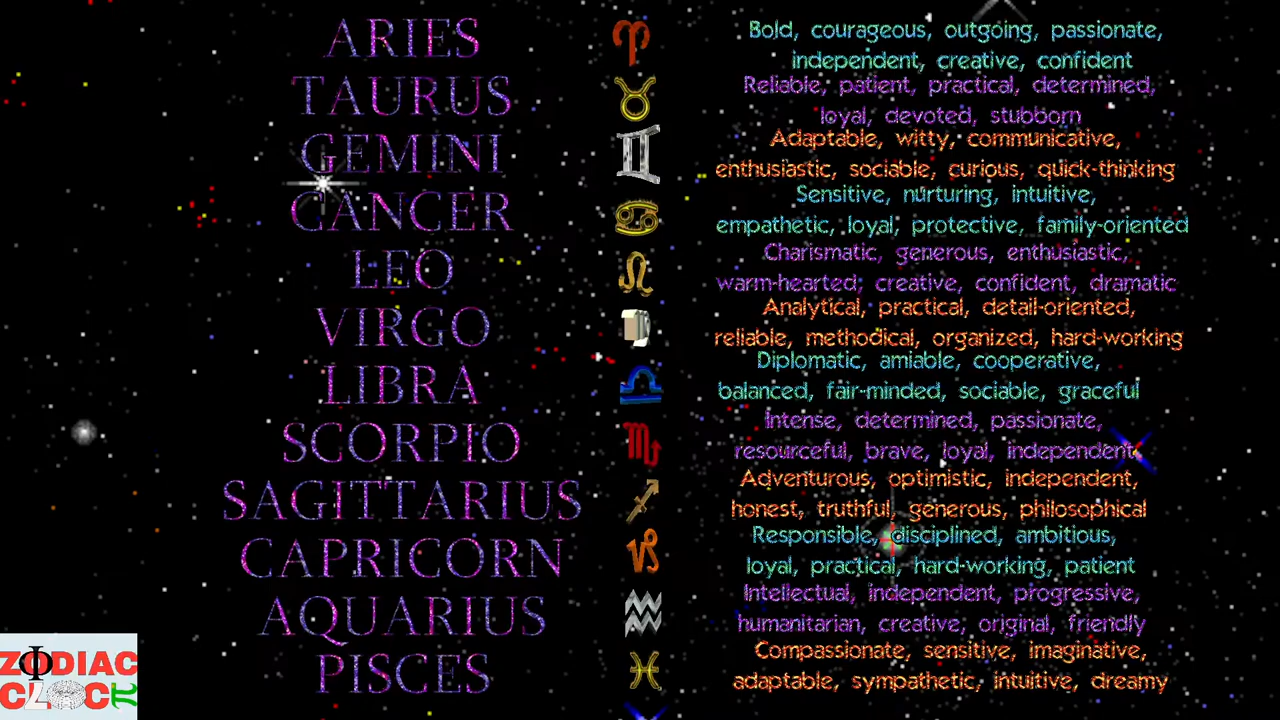 ARIES
Bold, courageous, outgoing, passionate,
independent, creative, confident
TAURUS
Reliable, patient, practical, determined,
loyal, devoted, stubborn
GEMINI
Adaptable, witty, communicative,
enthusiastic, sociable, curious, quick-thinking
CANCER
Sensitive, nurturing, intuitive,
empathetic, loyal, protective, family-oriented
LEO
Charismatic, generous, enthusiastic,
warm-hearted, creative, confident, dramatic
VIRGO
Analytical, practical, detail-oriented,
reliable, methodical, organized, hard-working
LIBRA
Diplomatic, amiable, cooperative,
balanced, fair-minded, sociable, graceful
SCORPIO
Intense, determined, passionate,
resourceful, brave, loyal, independent
SAGITTARIUS
Adventurous, optimistic, independent,
honest, truthful, generous, philosophical
CAPRICORN
Responsible, disciplined, ambitious,
loyal, practical, hard-working, patient
AQUARIUS
Intellectual, independent, progressive,
humanitarian, creative, original, friendly
PISCES
Compassionate, sensitive, imaginative,
adaptable, sympathetic, intuitive, dreamy
ZODIAC
CLOCK